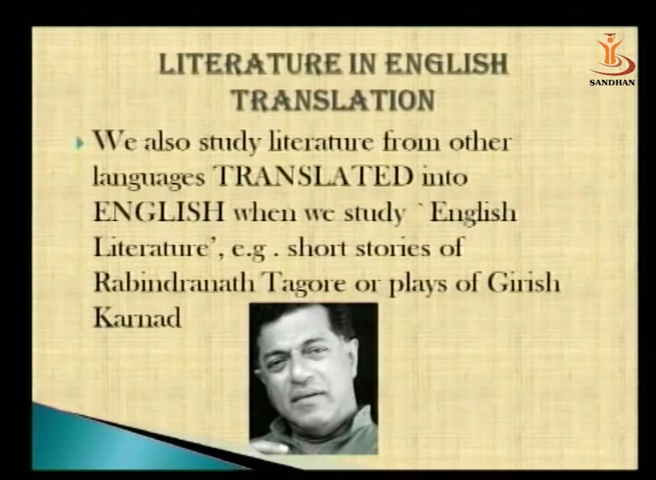 SANDHAN
LITERATURE IN ENGLISH
TRANSLATION
We also study literature from other
languages TRANSLATED into
ENGLISH when we study ` English
Literature', e.g . short stories of
Rabindranath Tagore or plays of Girish
Karnad